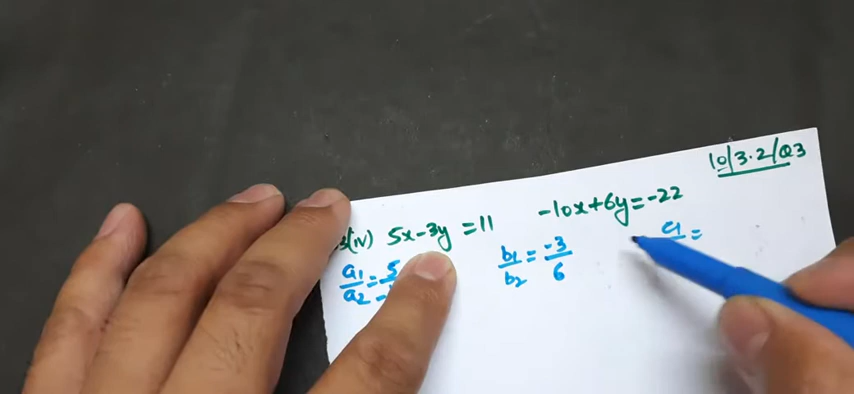 10/3.2/Q3
3(iv) 5x-3y=11 -10x+6y=-22
a1/a2=5/- b1/b2=-3/6 c1/ =